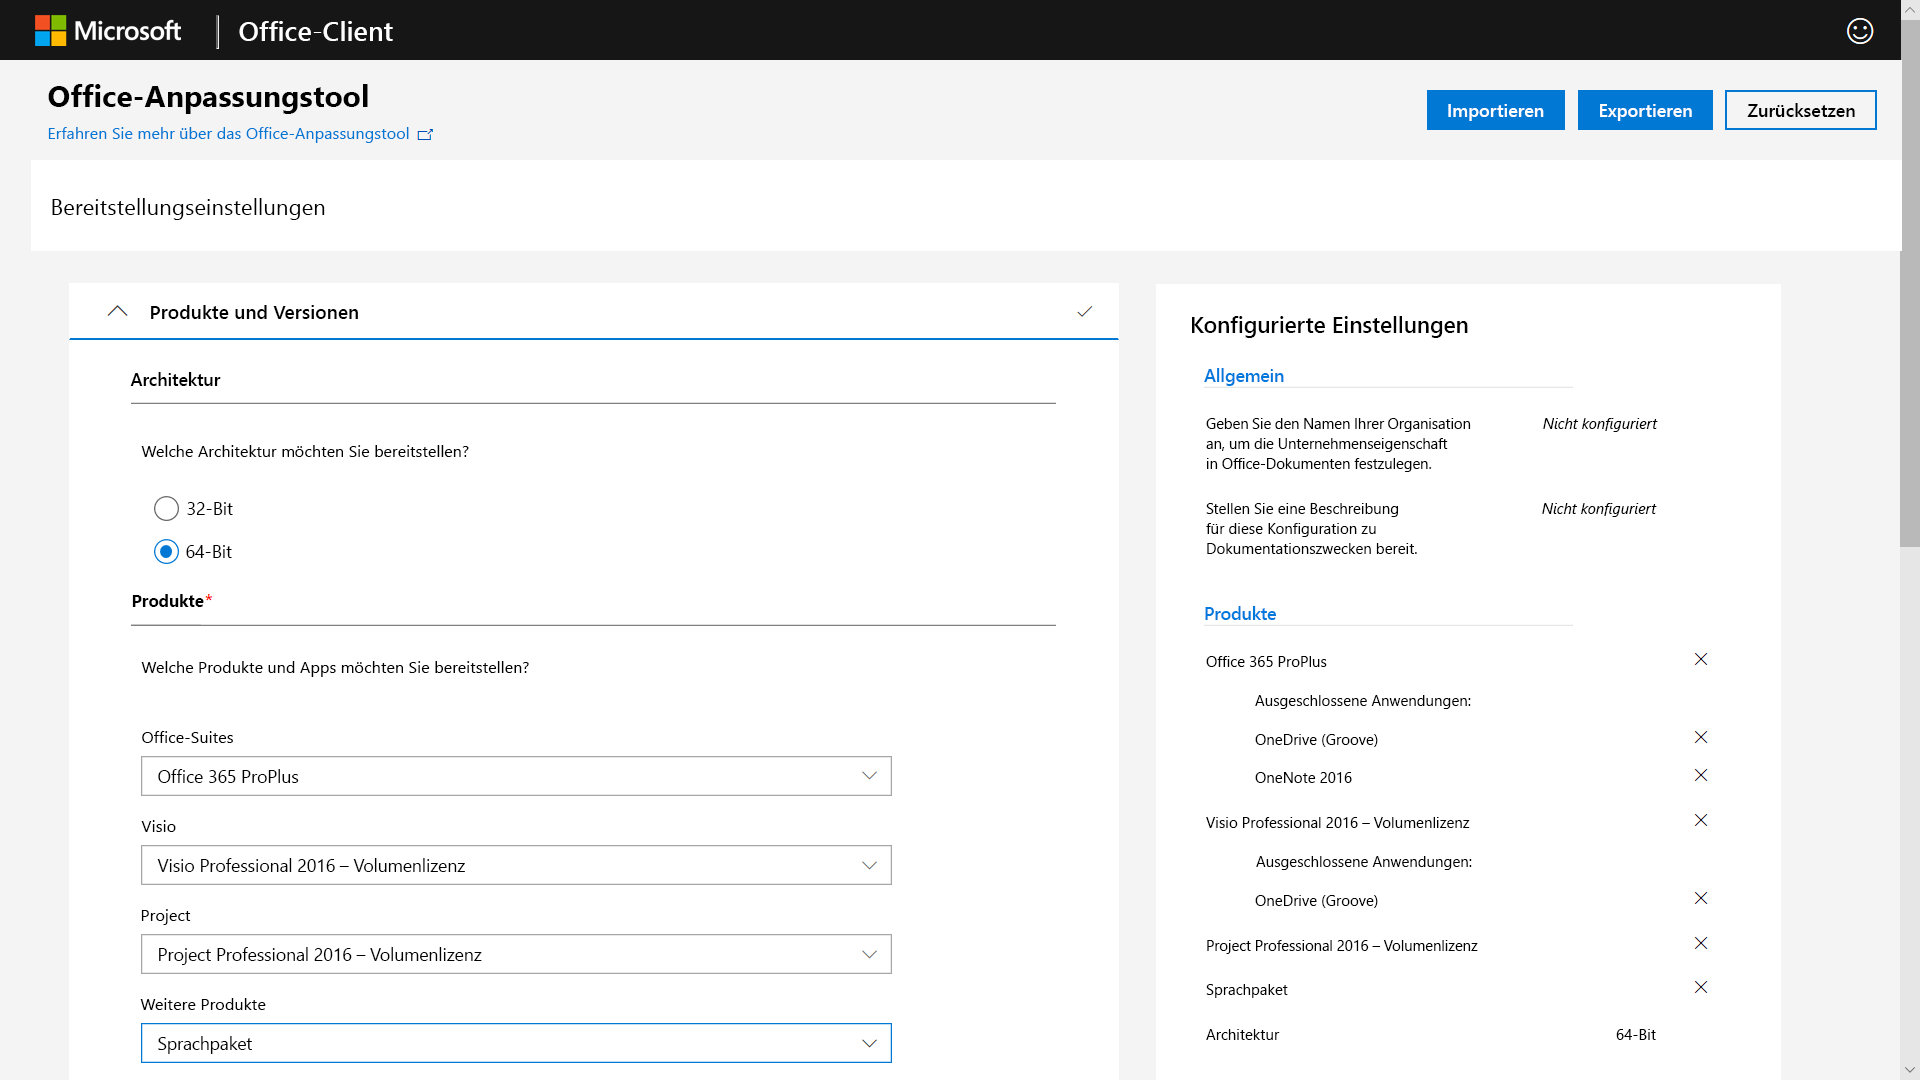 Microsoft
Office-Client
Office-Anpassungstool
Erfahren Sie mehr über das Office-Anpassungstool
Importieren
Exportieren
Zurücksetzen
Bereitstellungseinstellungen
Produkte und Versionen
Architektur
Welche Architektur möchten Sie bereitstellen?
32-Bit
64-Bit
Produkte*
Welche Produkte und Apps möchten Sie bereitstellen?
Office-Suites
Office 365 ProPlus
Visio
Visio Professional 2016 – Volumenlizenz
Project
Project Professional 2016 – Volumenlizenz
Weitere Produkte
Sprachpaket
Konfigurierte Einstellungen
Allgemein
Geben Sie den Namen Ihrer Organisation
an, um die Unternehmenseigenschaft
in Office-Dokumenten festzulegen.
Nicht konfiguriert
Stellen Sie eine Beschreibung
für diese Konfiguration zu
Dokumentationszwecken bereit.
Nicht konfiguriert
Produkte
Office 365 ProPlus
Ausgeschlossene Anwendungen:
OneDrive (Groove)
OneNote 2016
Visio Professional 2016 – Volumenlizenz
Ausgeschlossene Anwendungen:
OneDrive (Groove)
Project Professional 2016 – Volumenlizenz
Sprachpaket
Architektur
64-Bit